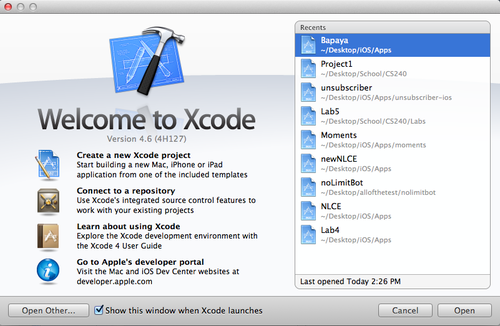 Welcome to Xcode
Version 4.6 (4H127)
Create a new Xcode project
Start building a new Mac, iPhone or iPad
application from one of the included templates
Connect to a repository
Use Xcode's integrated source control features to
work with your existing projects
Learn about using Xcode
Explore the Xcode development environment with
the Xcode 4 User Guide
Go to Apple's developer portal
Visit the Mac and iOS Dev Center websites at
developer.apple.com
Recents
Bapaya
~/Desktop/iOS/Apps
Project1
~/Desktop/School/CS240
unsubscriber
~/Desktop/iOS/Apps/unsubscriber-ios
Lab5
~/Desktop/School/CS240/Labs
Moments
~/Desktop/iOS/Apps/moments
newNLCE
~/Desktop/iOS/Apps
noLimitBot
~/Desktop/allofthetest/nolimitbot
NLCE
~/Desktop/iOS/Apps
Lab4
~/Desktop/iOS/Apps
Last opened Today 2:26 PM
Open Other...
Show this window when Xcode launches
Cancel
Open